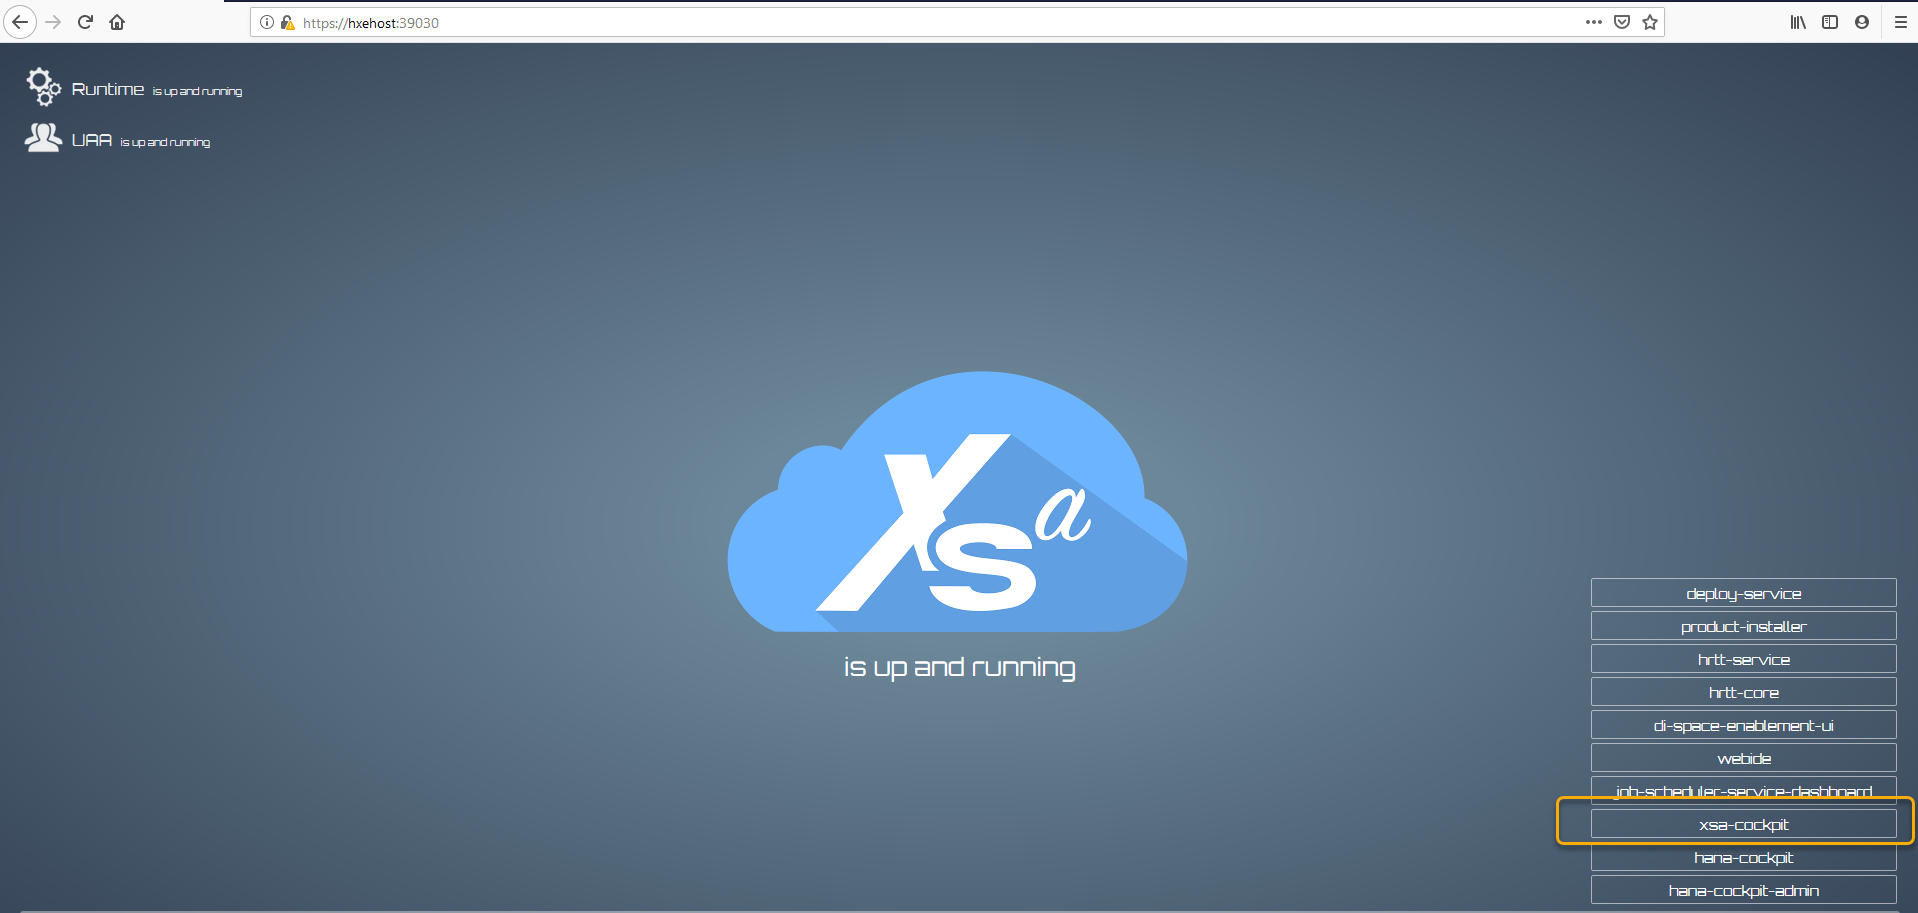 https://hxehost:39030
Runtime is up and running
UAA is up and running
Xsa
is up and running
deploy-service
product-installer
hrtt-service
hrtt-core
di-space-enablement-ui
webide
job-scheduler-service-dashboard
xsa-cockpit
hana-cockpit
hana-cockpit-admin